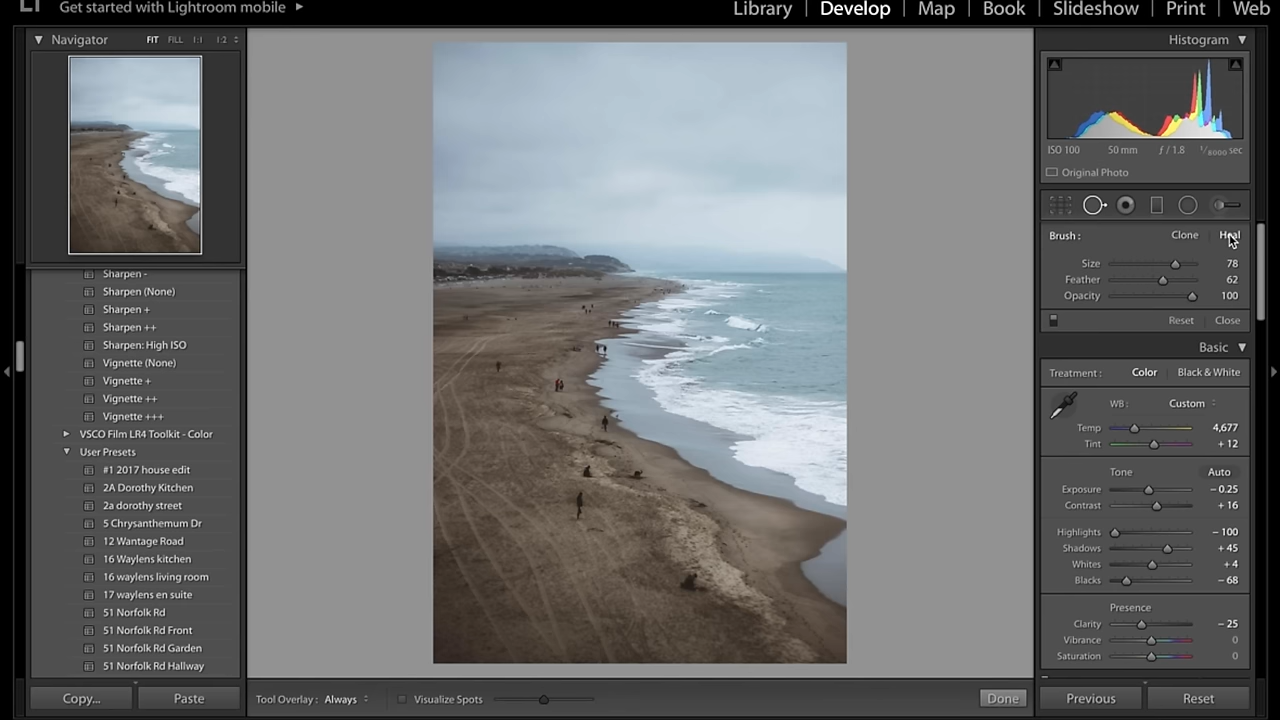 Get started with Lightroom mobile
Library | Develop | Map | Book | Slideshow | Print | Web
Navigator FIT FILL 1:1 1:2
Sharpen -
Sharpen (None)
Sharpen +
Sharpen ++
Sharpen: High ISO
Vignette (None)
Vignette +
Vignette ++
Vignette +++
VSCO Film LR4 Toolkit - Color
User Presets
#1 2017 house edit
2A Dorothy Kitchen
2a dorothy street
5 Chrysanthemum Dr
12 Wantage Road
16 Waylens kitchen
16 waylens living room
17 waylens en suite
51 Norfolk Rd
51 Norfolk Rd Front
51 Norfolk Rd Garden
51 Norfolk Rd Hallway
Copy... Paste
Tool Overlay: Always Visualize Spots Done
Histogram
ISO 100 50 mm ƒ / 1.8 1/8000 sec
Original Photo
Brush : Clone Heal
Size 78
Feather 62
Opacity 100
Reset Close
Basic
Treatment : Color Black & White
WB : Custom
Temp 4,677
Tint + 12
Tone Auto
Exposure − 0.25
Contrast + 16
Highlights − 100
Shadows + 45
Whites + 4
Blacks − 68
Presence
Clarity − 25
Vibrance 0
Saturation 0
Previous Reset